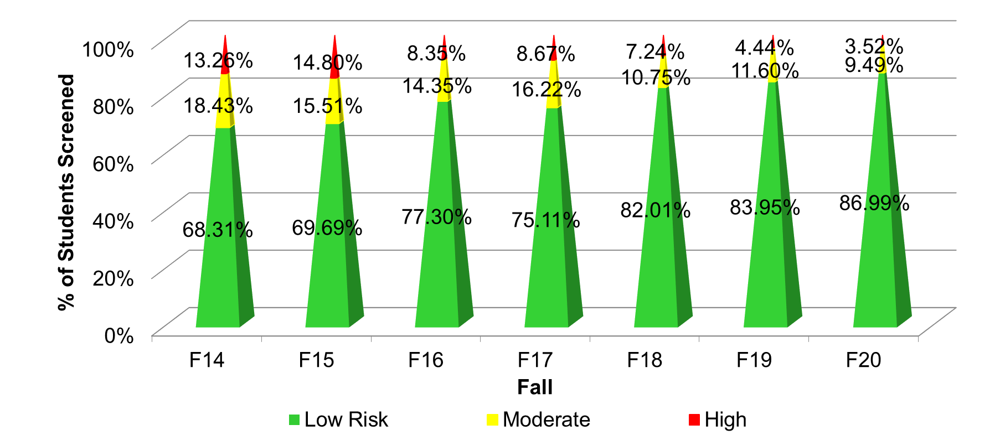 100%
80%
60%
40%
20%
0%
% of Students Screened
13.26% 14.80% 8.35% 8.67% 7.24% 4.44% 3.52%
18.43% 15.51% 14.35% 16.22% 10.75% 11.60% 9.49%
68.31% 69.69% 77.30% 75.11% 82.01% 83.95% 86.99%
F14 F15 F16 F17 F18 F19 F20
Fall
Low Risk Moderate High